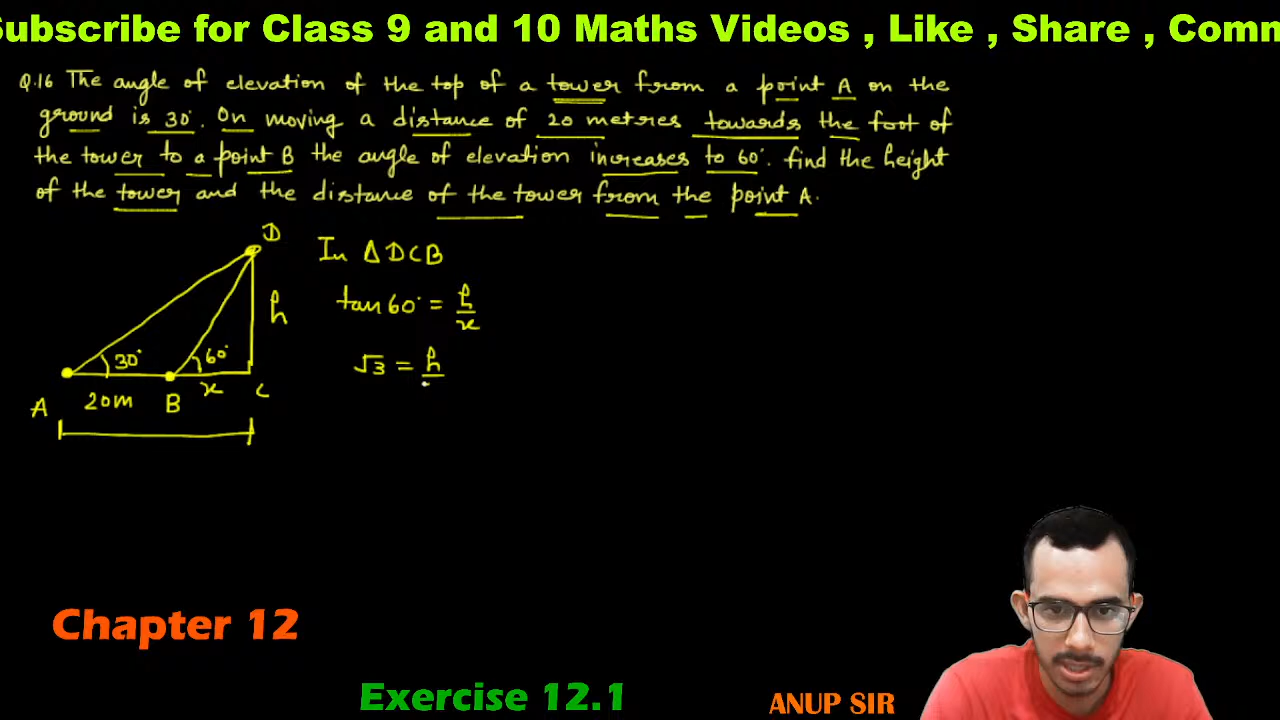 Subscribe for Class 9 and 10 Maths Videos , Like , Share , Comm
Q.16 The angle of elevation of the top of a tower from a point A on the
ground is 30°. On moving a distance of 20 metres towards the foot of
the tower to a point B the angle of elevation increases to 60°. find the height
of the tower and the distance of the tower from the point A.
D
In Δ DCB
h
tan 60° = h/x
30°
60°
√3 = h/
A
20m
B
x
C
Chapter 12
Exercise 12.1
ANUP SIR